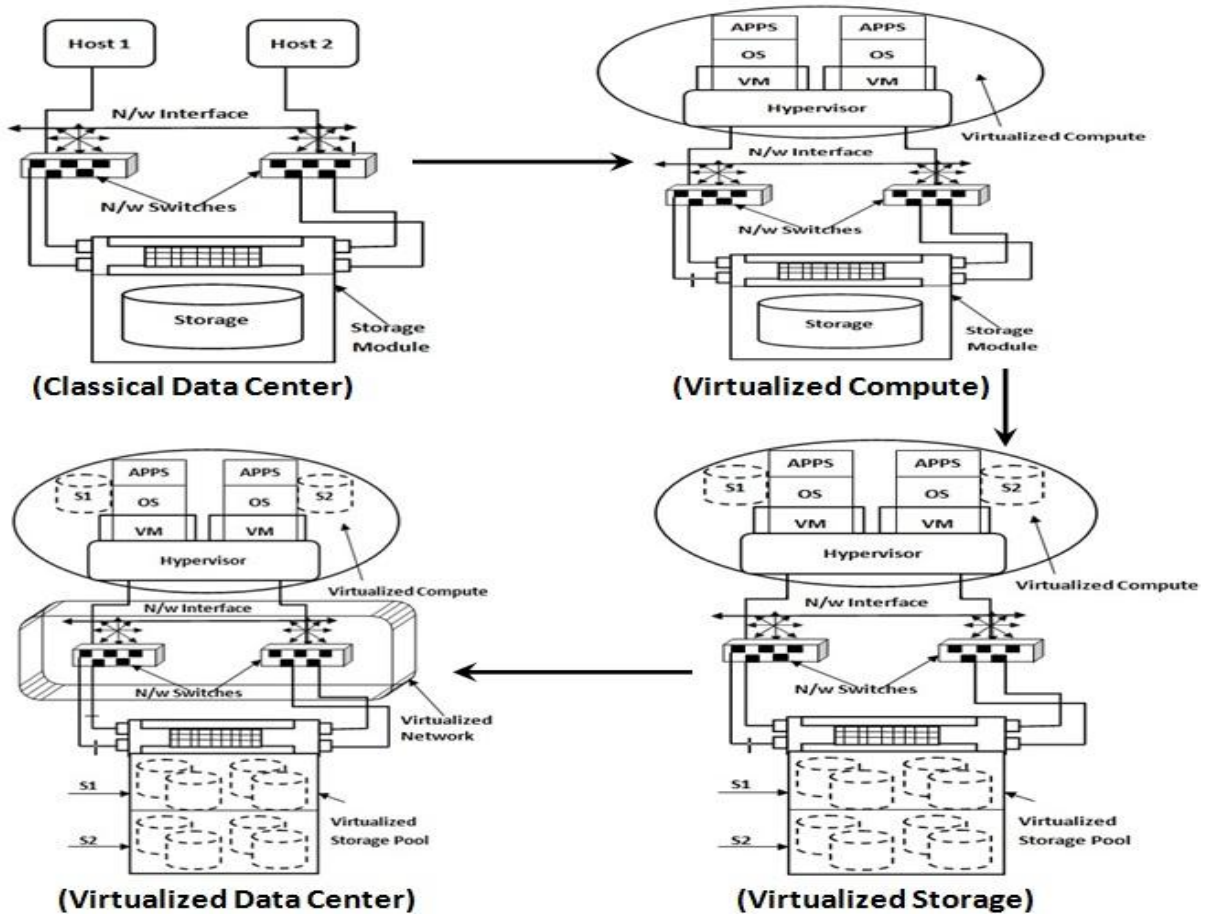 Host 1
Host 2
N/w Interface
N/w Switches
Storage
Storage
Module
(Classical Data Center)
APPS
APPS
OS
OS
VM
VM
Hypervisor
Virtualized Compute
N/w Interface
N/w Switches
Storage
Storage
Module
(Virtualized Compute)
APPS
APPS
S1
S2
OS
OS
VM
VM
Hypervisor
Virtualized Compute
N/w Interface
N/w Switches
S1
S2
Virtualized
Storage Pool
(Virtualized Storage)
APPS
APPS
S1
S2
OS
OS
VM
VM
Hypervisor
Virtualized Compute
N/w Interface
N/w Switches
Virtualized
Network
S1
S2
Virtualized
Storage Pool
(Virtualized Data Center)